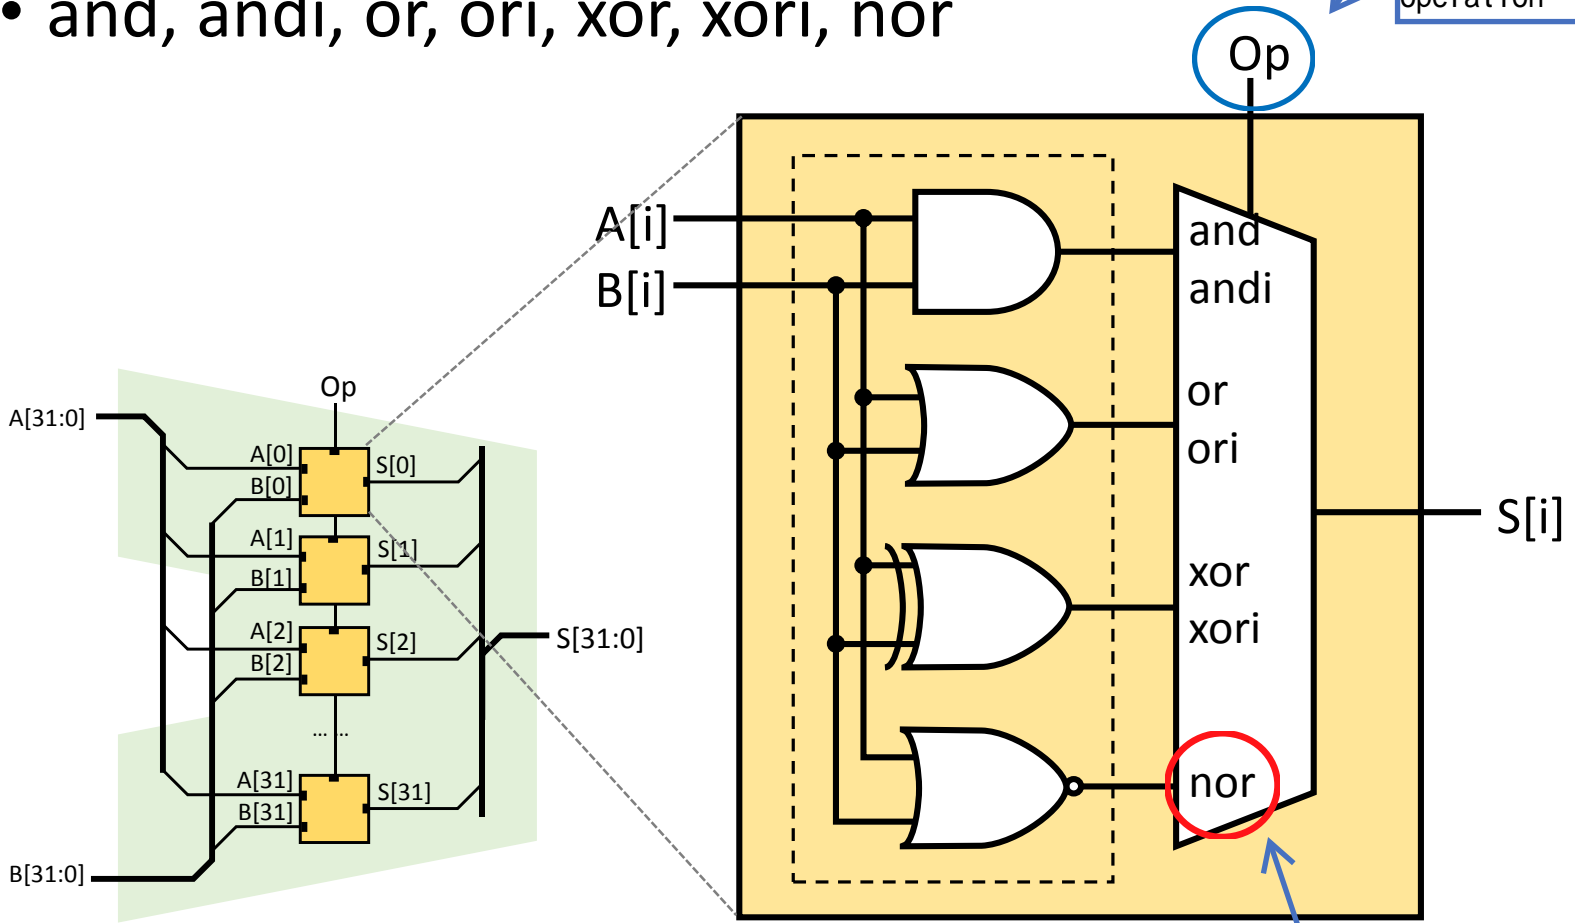 • and, andi, or, ori, xor, xori, nor
operation
Op
A[i]
B[i]
and
andi
or
ori
xor
xori
nor
S[i]
Op
A[31:0]
A[0]
S[0]
B[0]
A[1]
S[1]
B[1]
A[2]
S[2]
B[2]
S[31:0]
... ...
A[31]
S[31]
B[31]
B[31:0]